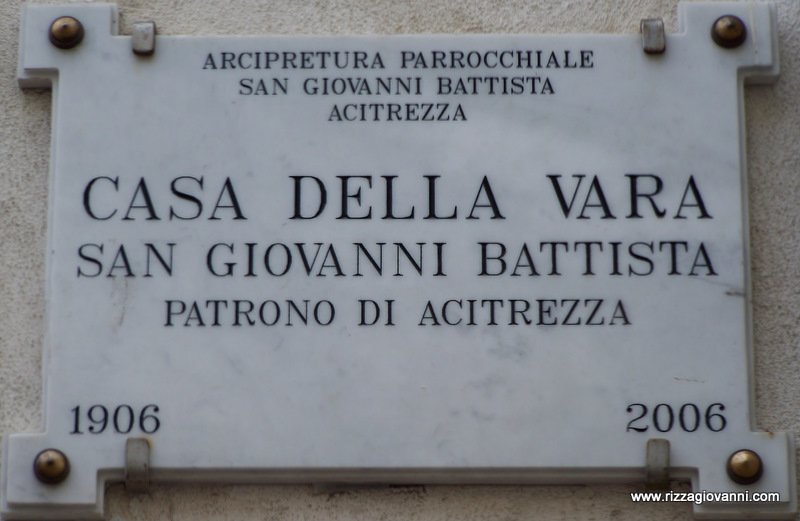 ARCIPRETURA PARROCCHIALE
SAN GIOVANNI BATTISTA
ACITREZZA
CASA DELLA VARA
SAN GIOVANNI BATTISTA
PATRONO DI ACITREZZA
1906 2006
www.rizzagiovanni.com